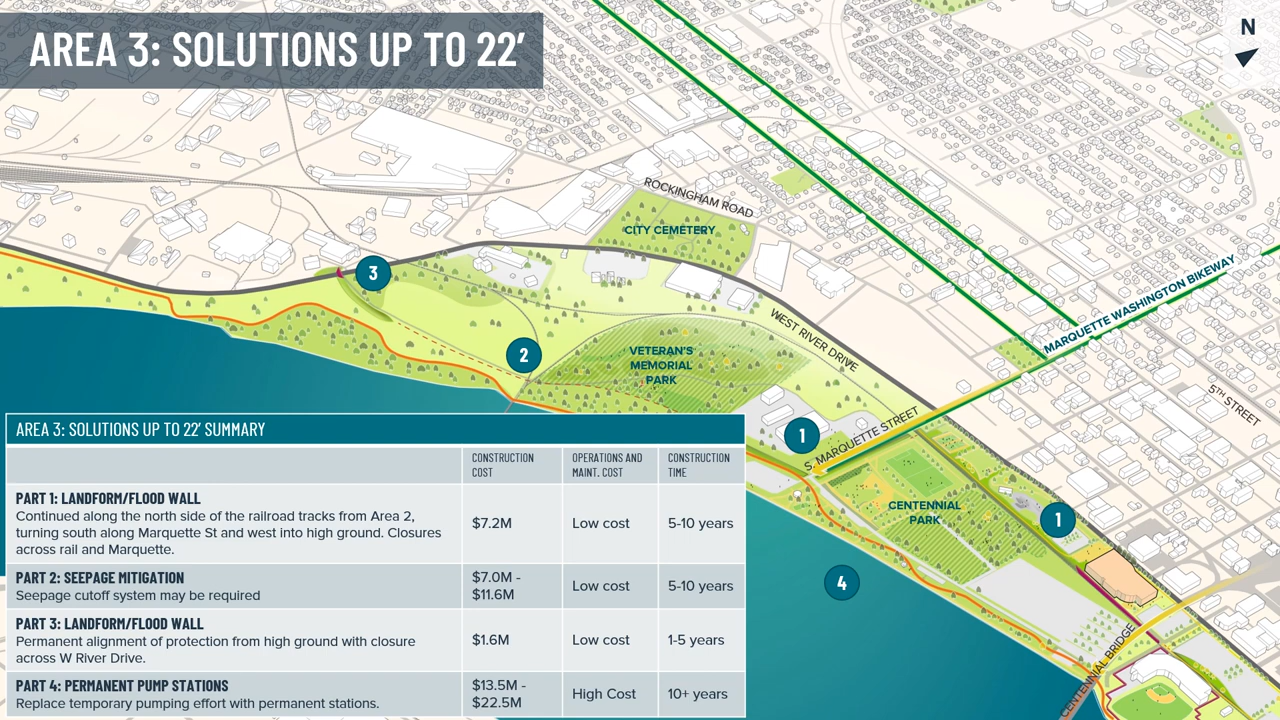 AREA 3: SOLUTIONS UP TO 22′
N
ROCKINGHAM ROAD
CITY CEMETERY
3
MARQUETTE WASHINGTON BIKEWAY
WEST RIVER DRIVE
2
VETERAN'S
MEMORIAL
PARK
5TH STREET
1
S. MARQUETTE STREET
CENTENNIAL
PARK
1
4
CENTENNIAL BRIDGE
AREA 3: SOLUTIONS UP TO 22′ SUMMARY
CONSTRUCTION
COST
OPERATIONS AND
MAINT. COST
CONSTRUCTION
TIME
PART 1: LANDFORM/FLOOD WALL
Continued along the north side of the railroad tracks from Area 2,
turning south along Marquette St and west into high ground. Closures
across rail and Marquette.
$7.2M
Low cost
5-10 years
PART 2: SEEPAGE MITIGATION
Seepage cutoff system may be required
$7.0M -
$11.6M
Low cost
5-10 years
PART 3: LANDFORM/FLOOD WALL
Permanent alignment of protection from high ground with closure
across W River Drive.
$1.6M
Low cost
1-5 years
PART 4: PERMANENT PUMP STATIONS
Replace temporary pumping effort with permanent stations.
$13.5M -
$22.5M
High Cost
10+ years